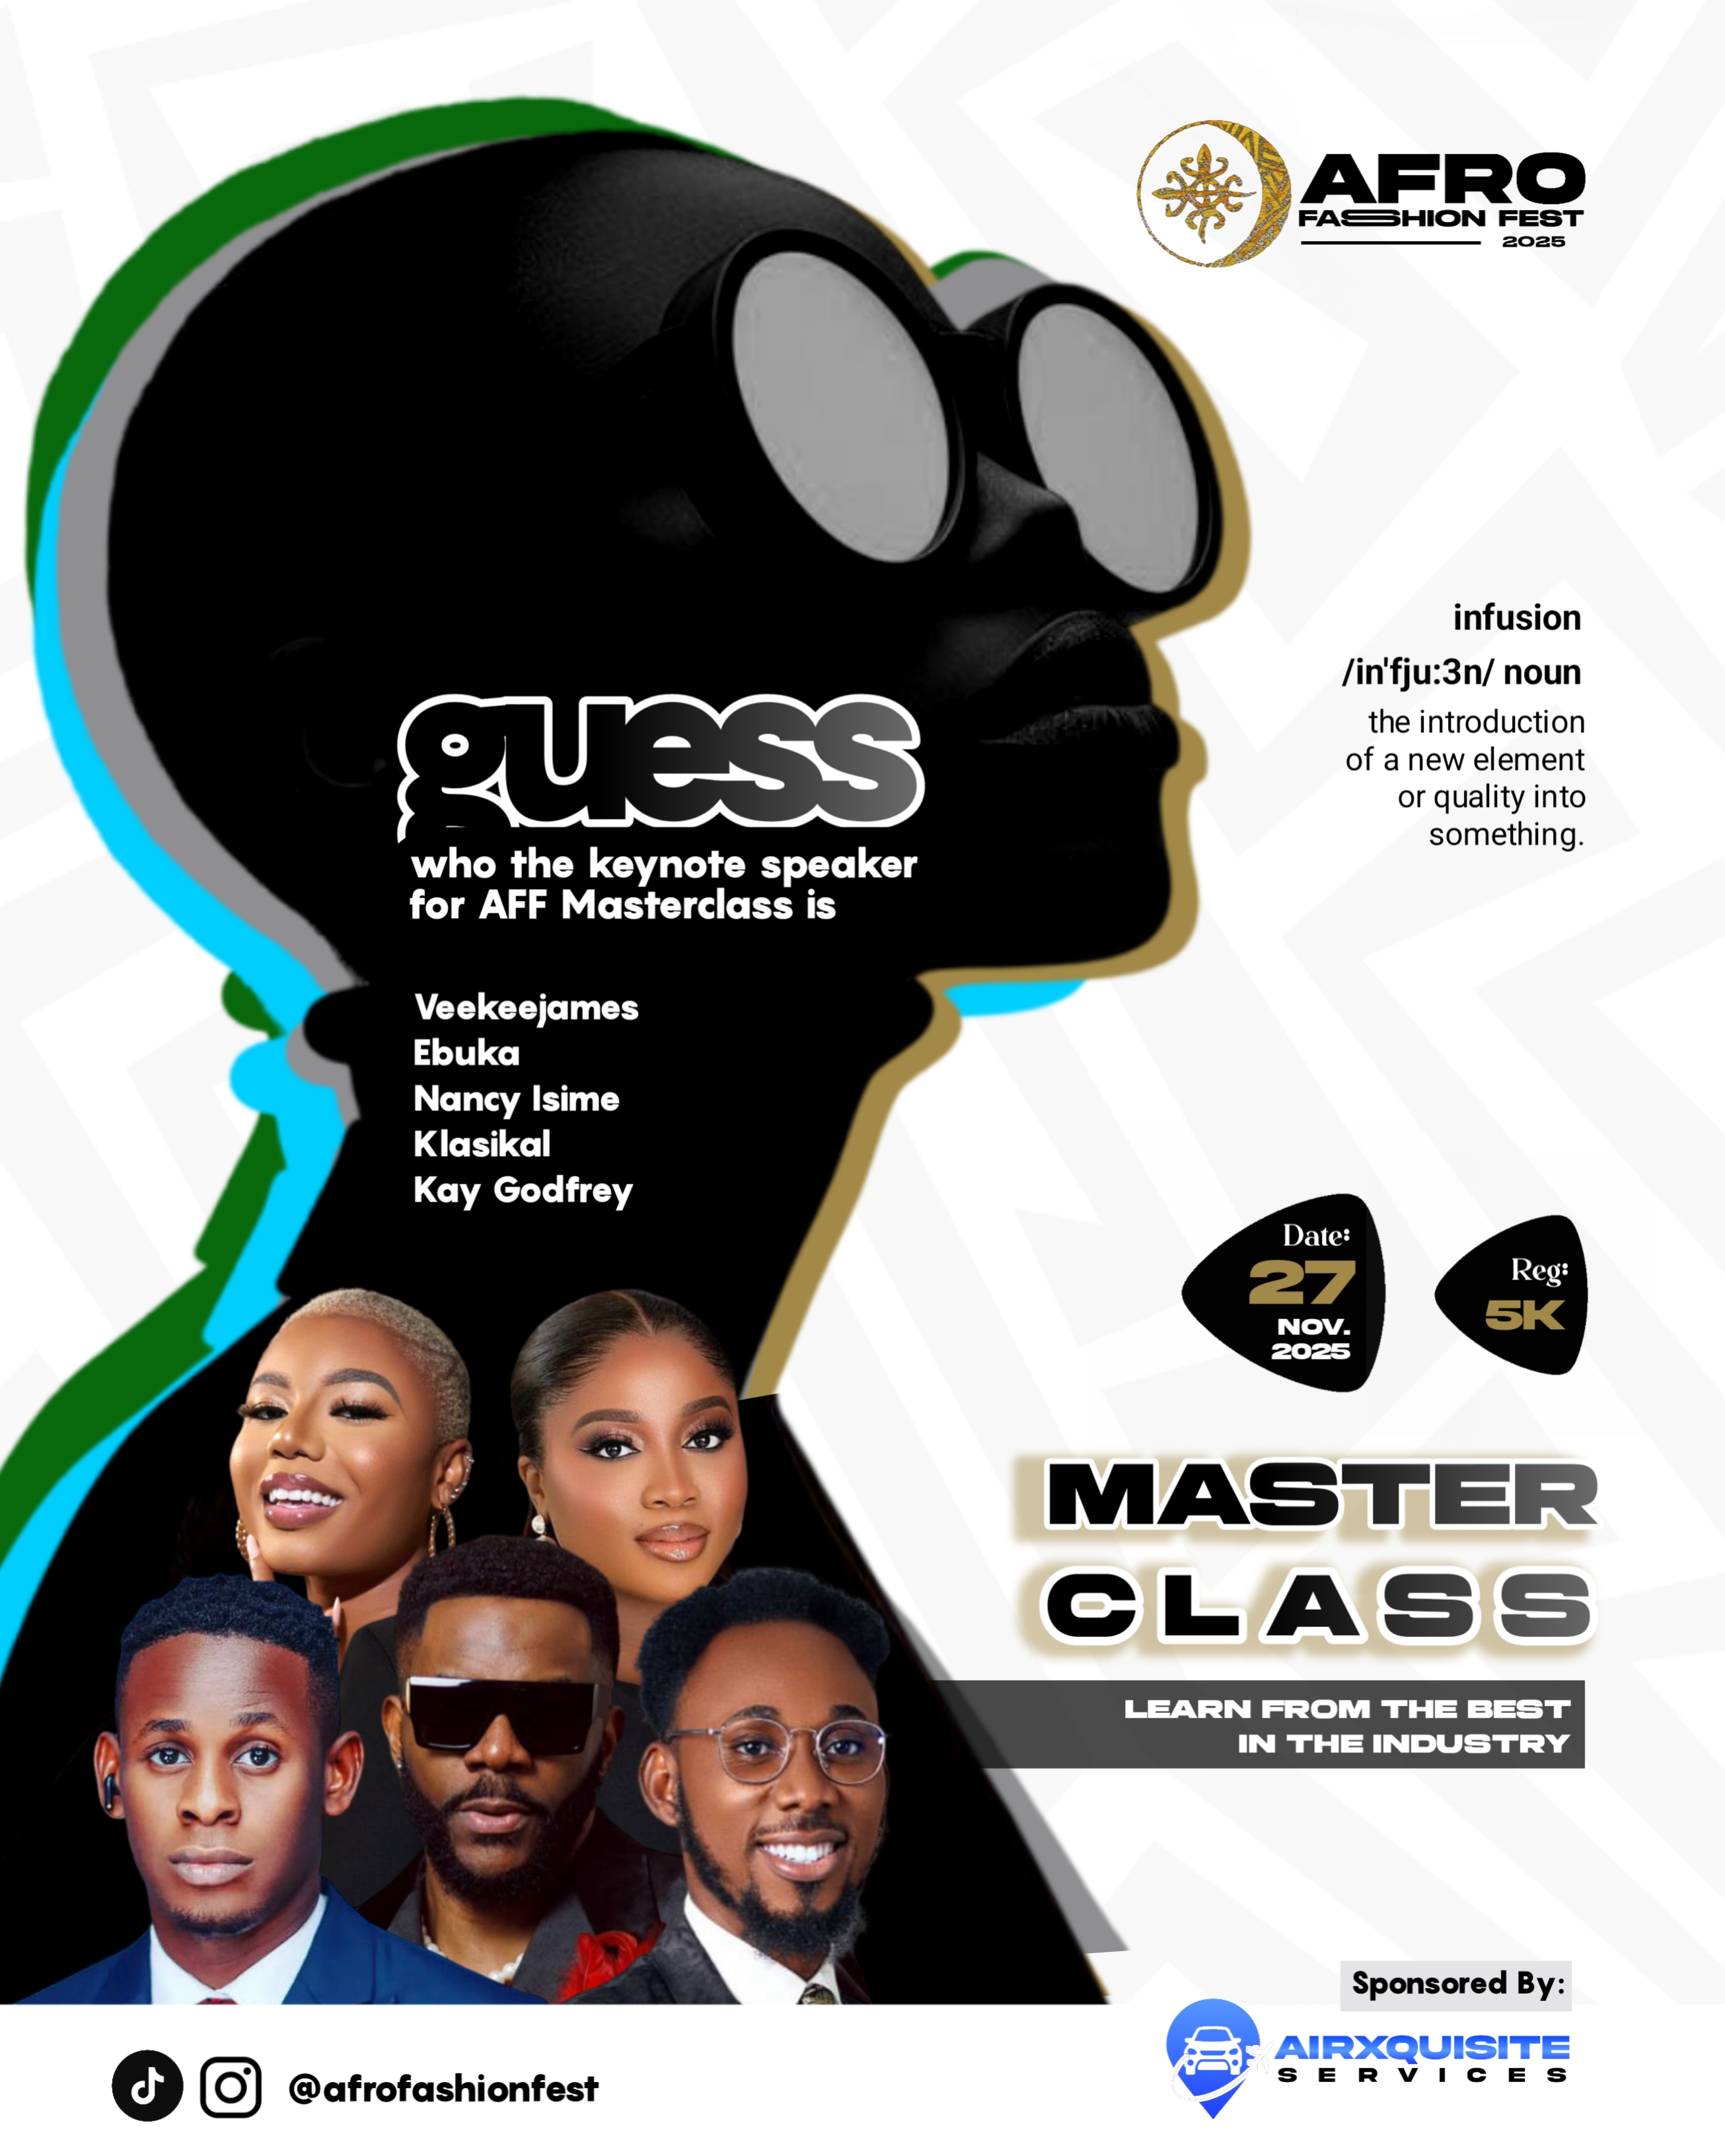 AFRO
FASHION FEST
2025
infusion
/in'fju:3n/ noun
the introduction
of a new element
or quality into
something.
guess
who the keynote speaker
for AFF Masterclass is
Veekeejames
Ebuka
Nancy Isime
Klasikal
Kay Godfrey
Date:
27
NOV.
2025
Reg:
5K
MASTER
CLASS
LEARN FROM THE BEST
IN THE INDUSTRY
Sponsored By:
AIRXQUISITE
SERVICES
@afrofashionfest